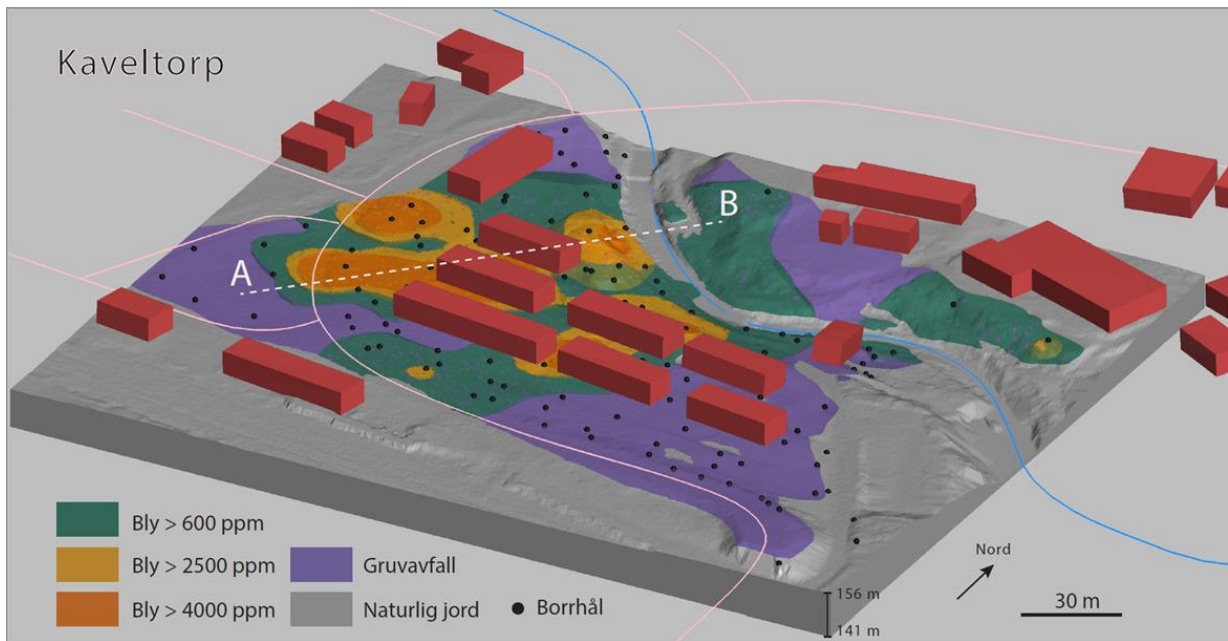 Kaveltorp
A
B
Bly > 600 ppm
Bly > 2500 ppm
Gruvavfall
Bly > 4000 ppm
Naturlig jord
Borrhål
Nord
156 m
141 m
30 m